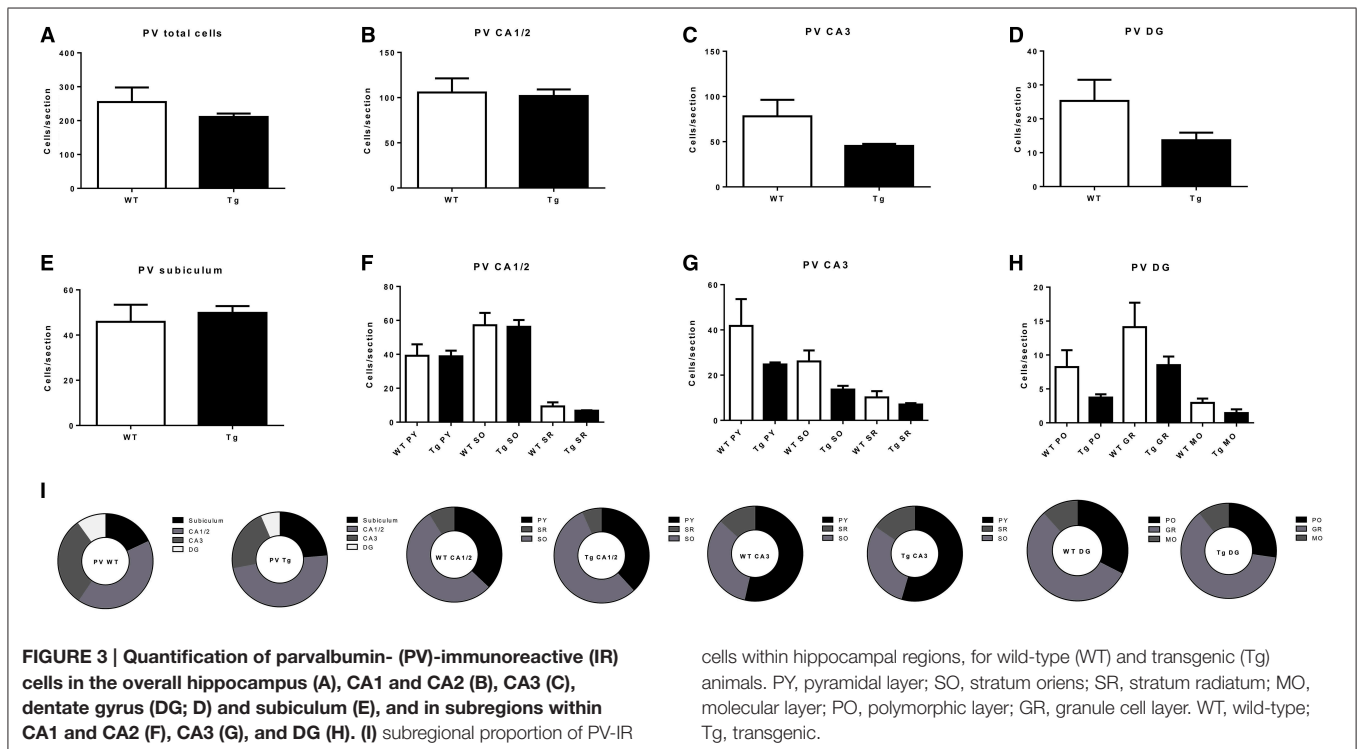 A
PV total cells
400
300
200
100
0
Cells/section
WT
Tg
B
PV CA1/2
150
100
50
0
Cells/section
WT
Tg
C
PV CA3
150
100
50
0
Cells/section
WT
Tg
D
PV DG
40
30
20
10
0
Cells/section
WT
Tg
E
PV subiculum
60
40
20
0
Cells/section
WT
Tg
F
PV CA1/2
80
60
40
20
0
Cells/section
WT PY
Tg PY
WT SO
Tg SO
WT SR
Tg SR
G
PV CA3
60
40
20
0
Cells/section
WT PY
Tg PY
WT SO
Tg SO
WT SR
Tg SR
H
PV DG
20
15
10
5
0
Cells/section
WT PO
Tg PO
WT GR
Tg GR
WT MO
Tg MO
I
PV WT
Subiculum
CA1/2
CA3
DG
PV Tg
Subiculum
CA1/2
CA3
DG
WT CA1/2
PY
SR
SO
Tg CA1/2
PY
SR
SO
WT CA3
PY
SR
SO
Tg CA3
PY
SR
SO
WT DG
PO
GR
MO
Tg DG
PO
GR
MO
FIGURE 3 | Quantification of parvalbumin- (PV)-immunoreactive (IR)
cells in the overall hippocampus (A), CA1 and CA2 (B), CA3 (C),
dentate gyrus (DG; D) and subiculum (E), and in subregions within
CA1 and CA2 (F), CA3 (G), and DG (H). (I) subregional proportion of PV-IR
cells within hippocampal regions, for wild-type (WT) and transgenic (Tg)
animals. PY, pyramidal layer; SO, stratum oriens; SR, stratum radiatum; MO,
molecular layer; PO, polymorphic layer; GR, granule cell layer. WT, wild-type;
Tg, transgenic.